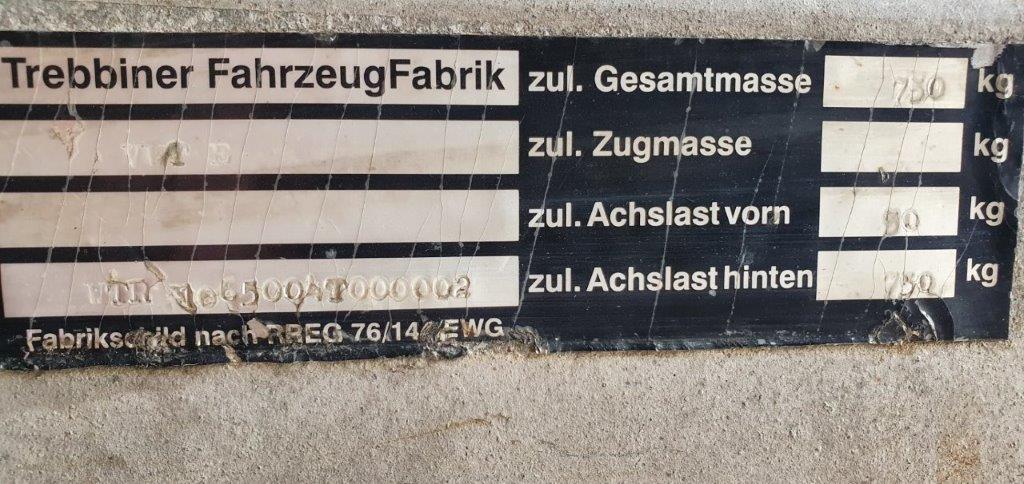 Trebbiner FahrzeugFabrik
zul. Gesamtmasse 750 kg
zul. Zugmasse kg
zul. Achslast vorn 50 kg
zul. Achslast hinten 750 kg
Fabrikschild nach RREG 76/114/EWG